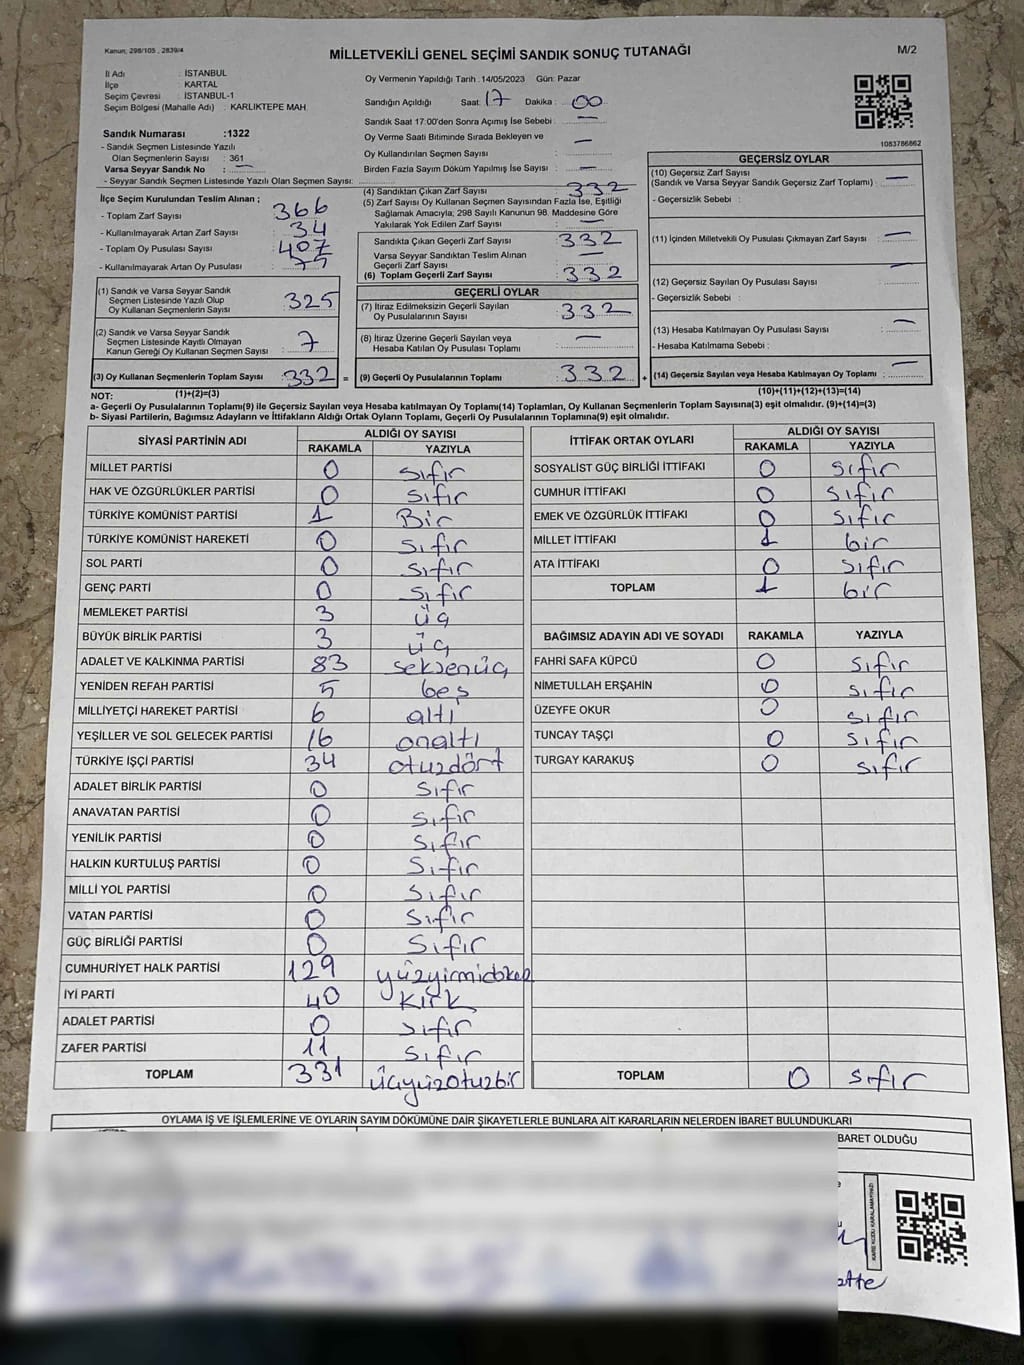 Kanun; 298/105 , 2839/4
MİLLETVEKİLİ GENEL SEÇİMİ SANDIK SONUÇ TUTANAĞI
M/2
İl Adı : İSTANBUL
İlçe : KARTAL
Seçim Çevresi : İSTANBUL-1
Seçim Bölgesi (Mahalle Adı) : KARLIKTEPE MAH.
Sandık Numarası :1322
- Sandık Seçmen Listesinde Yazılı
Olan Seçmenlerin Sayısı : 361
Varsa Seyyar Sandık No : —
- Seyyar Sandık Seçmen Listesinde Yazılı Olan Seçmen Sayısı:
İlçe Seçim Kurulundan Teslim Alınan ;
- Toplam Zarf Sayısı : 366
- Kullanılmayarak Artan Zarf Sayısı : 34
- Toplam Oy Pusulası Sayısı : 407
- Kullanılmayarak Artan Oy Pusulası : 75
(1) Sandık ve Varsa Seyyar Sandık
Seçmen Listesinde Yazılı Olup
Oy Kullanan Seçmenlerin Sayısı : 325
(2) Sandık ve Varsa Seyyar Sandık
Seçmen Listesinde Kayıtlı Olmayan
Kanun Gereği Oy Kullanan Seçmen Sayısı : 7
(3) Oy Kullanan Seçmenlerin Toplam Sayısı : 332 =
Oy Vermenin Yapıldığı Tarih : 14/05/2023 Gün: Pazar
Sandığın Açıldığı Saat: 17 Dakika : 00
Sandık Saat 17:00'den Sonra Açımış İse Sebebi : —
Oy Verme Saati Bitiminde Sırada Bekleyen ve
Oy Kullandırılan Seçmen Sayısı : —
Birden Fazla Sayım Döküm Yapılmış İse Sayısı : —
(4) Sandıktan Çıkan Zarf Sayısı : 332
(5) Zarf Sayısı Oy Kullanan Seçmen Sayısından Fazla İse, Eşitliği
Sağlamak Amacıyla; 298 Sayılı Kanunun 98. Maddesine Göre
Yakılarak Yok Edilen Zarf Sayısı : —
Sandıkta Çıkan Geçerli Zarf Sayısı : 332
Varsa Seyyar Sandıktan Teslim Alınan
Geçerli Zarf Sayısı : —
(6) Toplam Geçerli Zarf Sayısı : 332
GEÇERLİ OYLAR
(7) İtiraz Edilmeksizin Geçerli Sayılan
Oy Pusulalarının Sayısı : 332
(8) İtiraz Üzerine Geçerli Sayılan veya
Hesaba Katılan Oy Pusulası Toplamı : —
(9) Geçerli Oy Pusulalarının Toplamı : 332 +
1083786862
GEÇERSİZ OYLAR
(10) Geçersiz Zarf Sayısı
(Sandık ve Varsa Seyyar Sandık Geçersiz Zarf Toplamı) : —
- Geçersizlik Sebebi :
(11) İçinden Milletvekili Oy Pusulası Çıkmayan Zarf Sayısı : —
(12) Geçersiz Sayılan Oy Pusulası Sayısı : —
- Geçersizlik Sebebi :
(13) Hesaba Katılmayan Oy Pusulası Sayısı : —
- Hesaba Katılmama Sebebi :
(14) Geçersiz Sayılan veya Hesaba Katılmayan Oy Toplamı : —
NOT: (1)+(2)=(3) (10)+(11)+(12)+(13)=(14)
a- Geçerli Oy Pusulalarının Toplamı(9) ile Geçersiz Sayılan veya Hesaba katılmayan Oy Toplamı(14) Toplamları, Oy Kullanan Seçmenlerin Toplam Sayısına(3) eşit olmalıdır. (9)+(14)=(3)
b- Siyasi Partilerin, Bağımsız Adayların ve İttifakların Aldığı Ortak Oyların Toplamı, Geçerli Oy Pusulalarının Toplamına(9) eşit olmalıdır.
SİYASİ PARTİNİN ADI ALDIĞI OY SAYISI
RAKAMLA YAZIYLA
MİLLET PARTİSİ 0 sıfır
HAK VE ÖZGÜRLÜKLER PARTİSİ 0 sıfır
TÜRKİYE KOMÜNİST PARTİSİ 1 Bir
TÜRKİYE KOMÜNİST HAREKETİ 0 sıfır
SOL PARTİ 0 sıfır
GENÇ PARTİ 0 sıfır
MEMLEKET PARTİSİ 3 üç
BÜYÜK BİRLİK PARTİSİ 3 üç
ADALET VE KALKINMA PARTİSİ 83 seksenüç
YENİDEN REFAH PARTİSİ 5 beş
MİLLİYETÇİ HAREKET PARTİSİ 6 altı
YEŞİLLER VE SOL GELECEK PARTİSİ 16 onaltı
TÜRKİYE İŞÇİ PARTİSİ 34 otuzdört
ADALET BİRLİK PARTİSİ 0 sıfır
ANAVATAN PARTİSİ 0 sıfır
YENİLİK PARTİSİ 0 sıfır
HALKIN KURTULUŞ PARTİSİ 0 sıfır
MİLLİ YOL PARTİSİ 0 sıfır
VATAN PARTİSİ 0 sıfır
GÜÇ BİRLİĞİ PARTİSİ 0 sıfır
CUMHURİYET HALK PARTİSİ 129 yüzyirmidokuz
İYİ PARTİ 40 kırk
ADALET PARTİSİ 0 sıfır
ZAFER PARTİSİ 11 sıfır
TOPLAM 331 üçyüzotuzbir
İTTİFAK ORTAK OYLARI ALDIĞI OY SAYISI
RAKAMLA YAZIYLA
SOSYALİST GÜÇ BİRLİĞİ İTTİFAKI 0 sıfır
CUMHUR İTTİFAKI 0 sıfır
EMEK VE ÖZGÜRLÜK İTTİFAKI 0 sıfır
MİLLET İTTİFAKI 1 bir
ATA İTTİFAKI 0 sıfır
TOPLAM 1 bir
BAĞIMSIZ ADAYIN ADI VE SOYADI RAKAMLA YAZIYLA
FAHRİ SAFA KÜPCÜ 0 sıfır
NİMETULLAH ERŞAHİN 0 sıfır
ÜZEYFE OKUR 0 sıfır
TUNCAY TAŞÇI 0 sıfır
TURGAY KARAKUŞ 0 sıfır
TOPLAM 0 sıfır
OYLAMA İŞ VE İŞLEMLERİNE VE OYLARIN SAYIM DÖKÜMÜNE DAİR ŞİKAYETLERLE BUNLARA AİT KARARLARIN NELERDEN İBARET BULUNDUKLARI
BARET OLDUĞU
KARE KODU KARALAMAYINIZ!